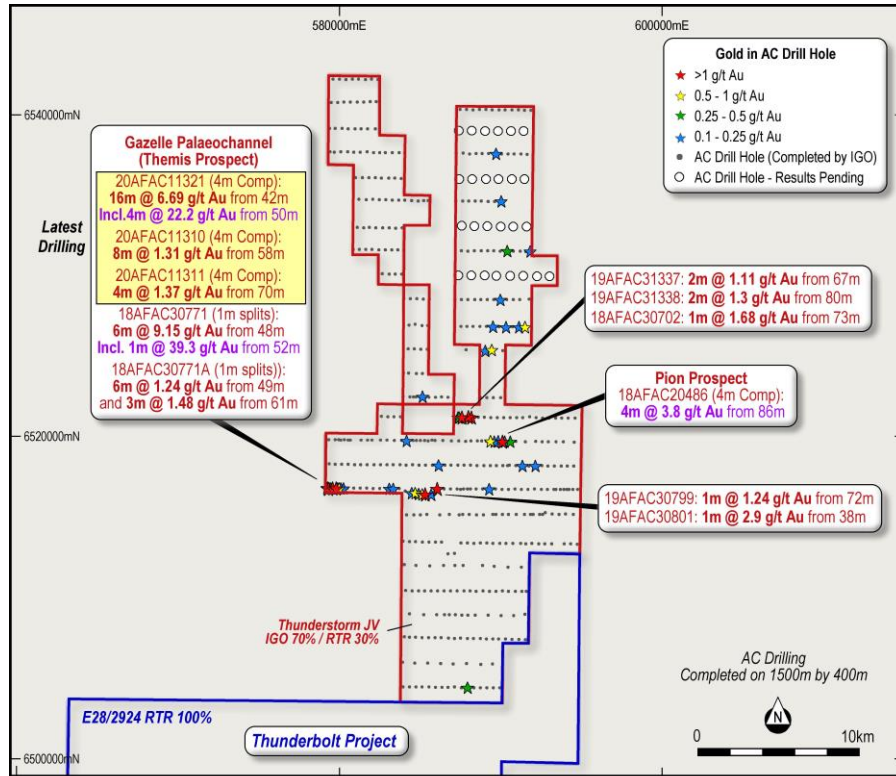 580000mE
600000mE
6540000mN
6520000mN
6500000mN
Gold in AC Drill Hole
>1 g/t Au
0.5 - 1 g/t Au
0.25 - 0.5 g/t Au
0.1 - 0.25 g/t Au
AC Drill Hole (Completed by IGO)
AC Drill Hole - Results Pending
Latest
Drilling
Gazelle Palaeochannel
(Themis Prospect)
20AFAC11321 (4m Comp):
16m @ 6.69 g/t Au from 42m
Incl.4m @ 22.2 g/t Au from 50m
20AFAC11310 (4m Comp):
8m @ 1.31 g/t Au from 58m
20AFAC11311 (4m Comp):
4m @ 1.37 g/t Au from 70m
18AFAC30771 (1m splits):
6m @ 9.15 g/t Au from 48m
Incl. 1m @ 39.3 g/t Au from 52m
18AFAC30771A (1m splits)):
6m @ 1.24 g/t Au from 49m
and 3m @ 1.48 g/t Au from 61m
19AFAC31337: 2m @ 1.11 g/t Au from 67m
19AFAC31338: 2m @ 1.3 g/t Au from 80m
18AFAC30702: 1m @ 1.68 g/t Au from 73m
Pion Prospect
18AFAC20486 (4m Comp):
4m @ 3.8 g/t Au from 86m
19AFAC30799: 1m @ 1.24 g/t Au from 72m
19AFAC30801: 1m @ 2.9 g/t Au from 38m
Thunderstorm JV
IGO 70% / RTR 30%
E28/2924 RTR 100%
Thunderbolt Project
AC Drilling
Completed on 1500m by 400m
N
0
10km